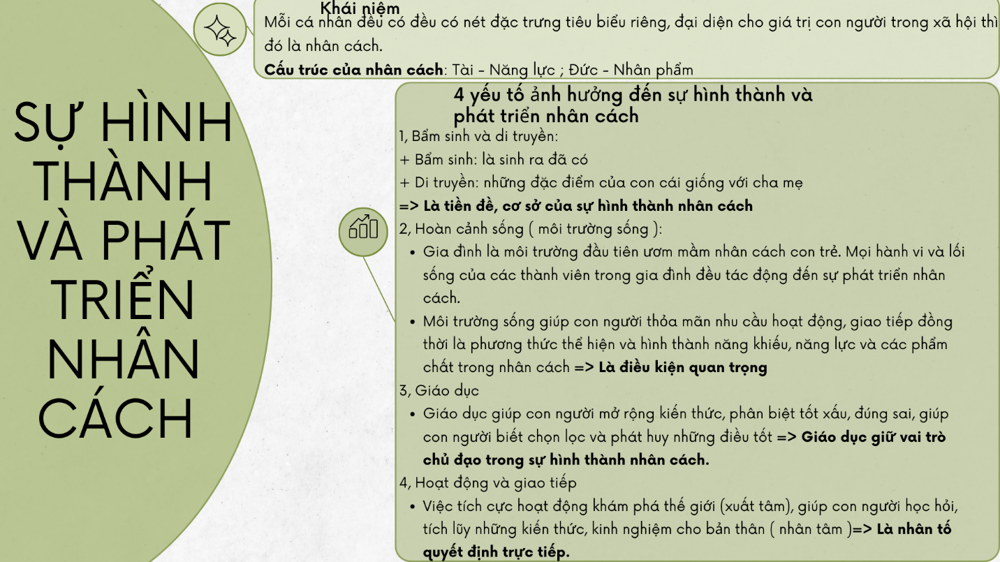 SỰ HÌNH
THÀNH
VÀ PHÁT
TRIỂN
NHÂN
CÁCH
Khái niệm
Mỗi cá nhân đều có đều có nét đặc trưng tiêu biểu riêng, đại diện cho giá trị con người trong xã hội thì
đó là nhân cách.
Cấu trúc của nhân cách: Tài - Năng lực ; Đức - Nhân phẩm
4 yếu tố ảnh hưởng đến sự hình thành và
phát triển nhân cách
1, Bẩm sinh và di truyền:
+ Bẩm sinh: là sinh ra đã có
+ Di truyền: những đặc điểm của con cái giống với cha mẹ
=> Là tiền đề, cơ sở của sự hình thành nhân cách
2, Hoàn cảnh sống ( môi trường sống ):
• Gia đình là môi trường đầu tiên ươm mầm nhân cách con trẻ. Mọi hành vi và lối
sống của các thành viên trong gia đình đều tác động đến sự phát triển nhân
cách.
• Môi trường sống giúp con người thỏa mãn nhu cầu hoạt động, giao tiếp đồng
thời là phương thức thể hiện và hình thành năng khiếu, năng lực và các phẩm
chất trong nhân cách => Là điều kiện quan trọng
3, Giáo dục
• Giáo dục giúp con người mở rộng kiến thức, phân biệt tốt xấu, đúng sai, giúp
con người biết chọn lọc và phát huy những điều tốt => Giáo dục giữ vai trò
chủ đạo trong sự hình thành nhân cách.
4, Hoạt động và giao tiếp
• Việc tích cực hoạt động khám phá thế giới (xuất tâm), giúp con người học hỏi,
tích lũy những kiến thức, kinh nghiệm cho bản thân ( nhân tâm )=> Là nhân tố
quyết định trực tiếp.